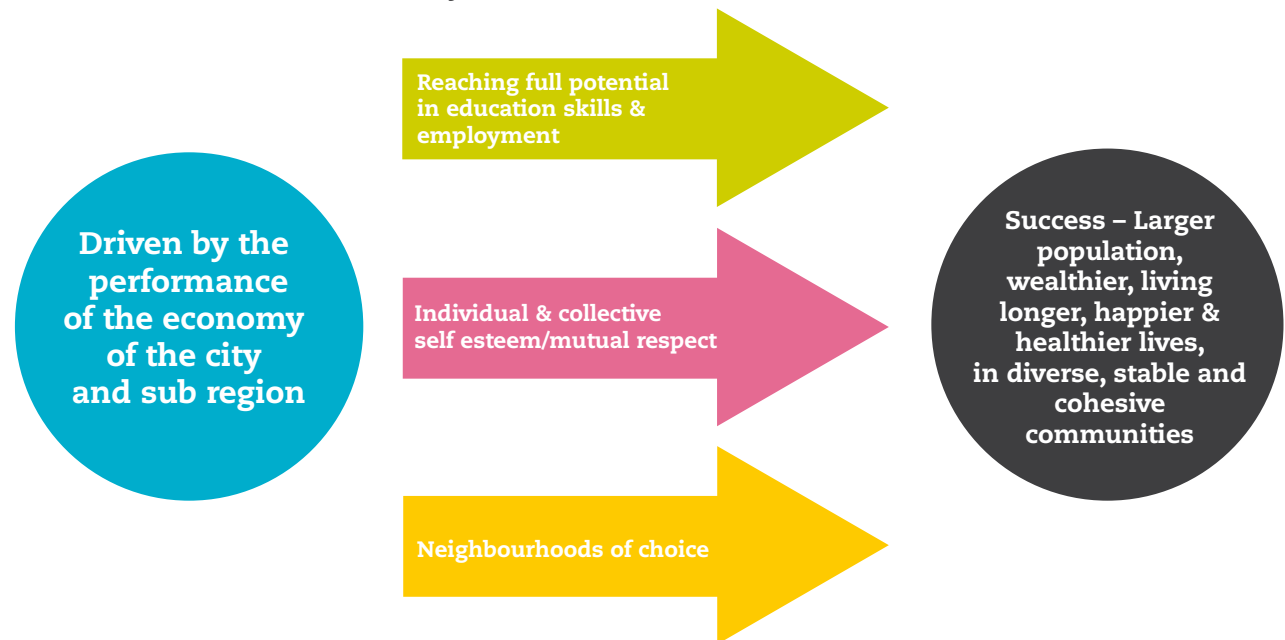 Driven by the
performance
of the economy
of the city
and sub region
Reaching full potential
in education skills &
employment
Individual & collective
self esteem/mutual respect
Neighbourhoods of choice
Success – Larger
population,
wealthier, living
longer, happier &
healthier lives,
in diverse, stable and
cohesive
communities